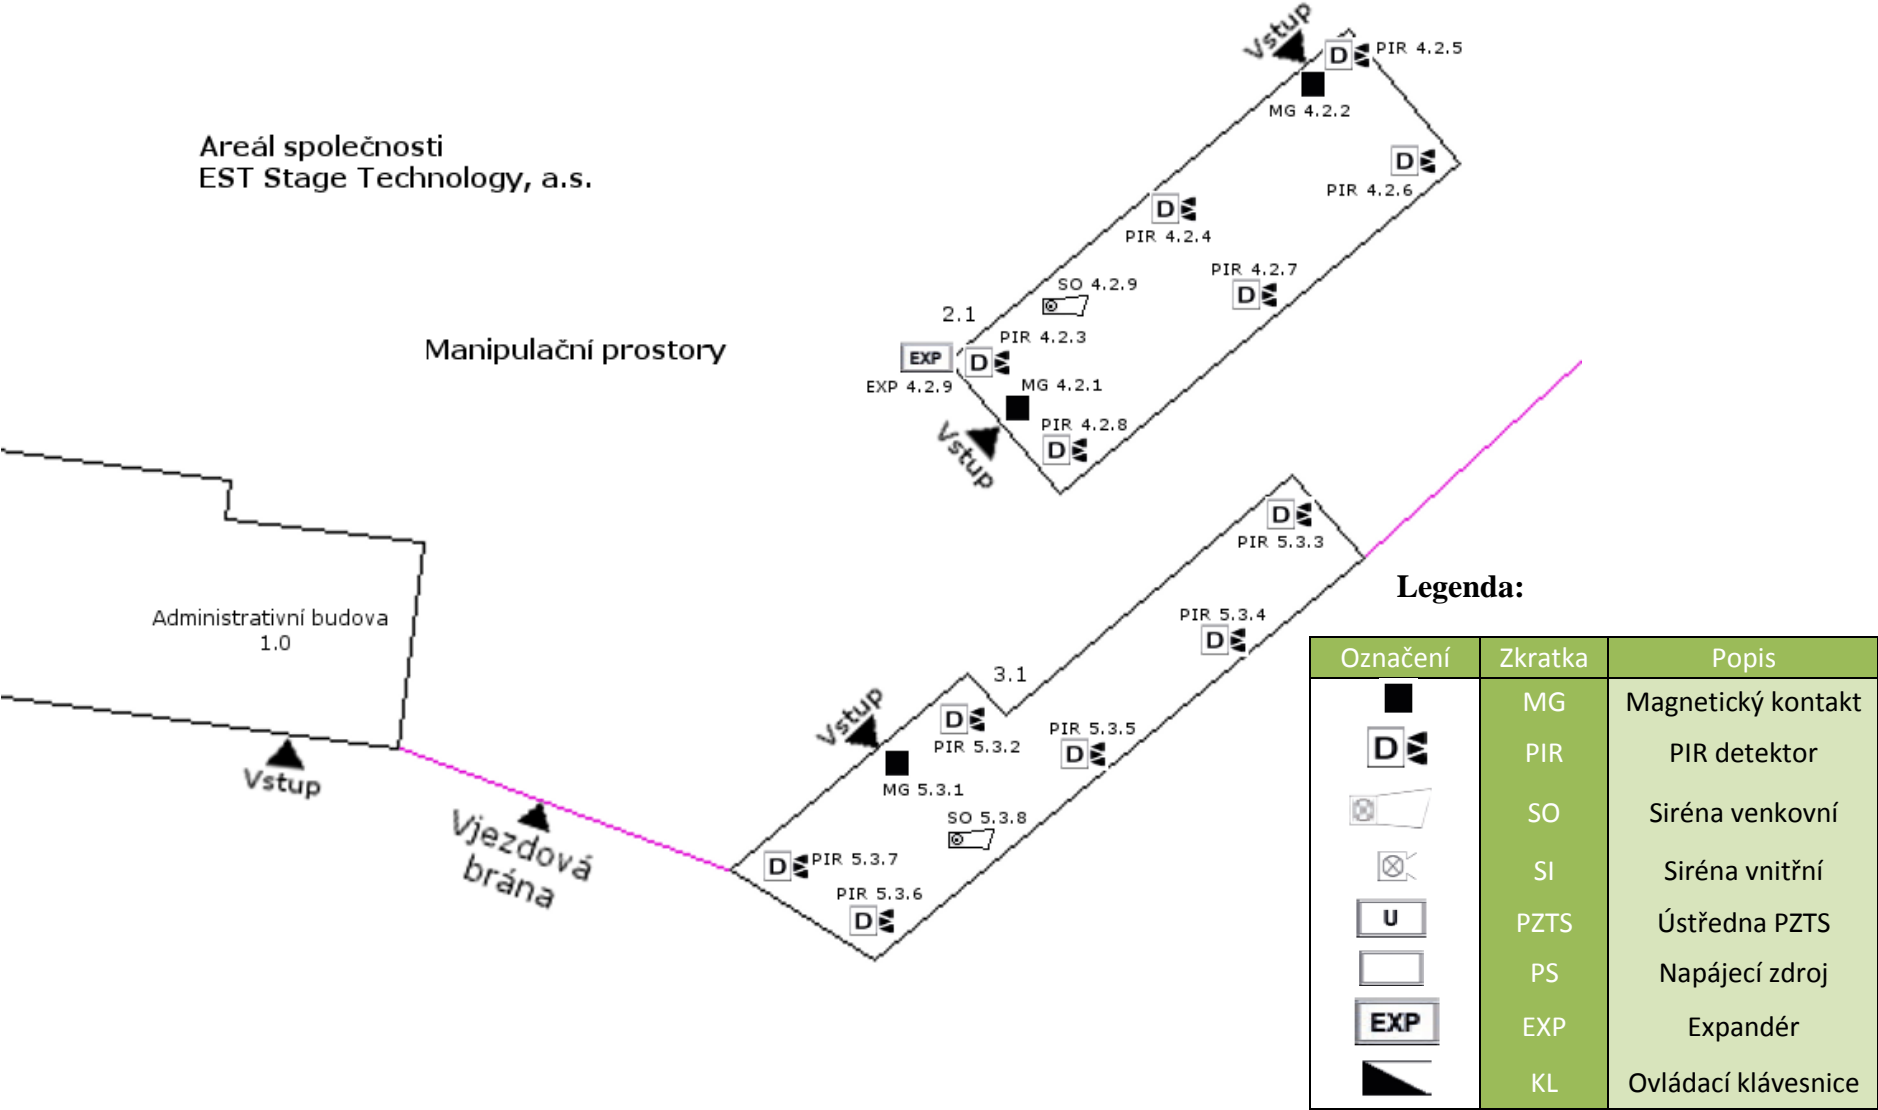 Vstup
D PIR 4.2.5
MG 4.2.2
Areál společnosti
EST Stage Technology, a.s.
D
PIR 4.2.6
D
PIR 4.2.4
PIR 4.2.7
D
SO 4.2.9
2.1
PIR 4.2.3
EXP D
EXP 4.2.9
MG 4.2.1
Manipulační prostory
PIR 4.2.8
D
Vstup
D
PIR 5.3.3
PIR 5.3.4
D
Administrativní budova
1.0
3.1
Vstup
D
PIR 5.3.2
PIR 5.3.5
D
MG 5.3.1
SO 5.3.8
Vstup
Vjezdová
brána
D PIR 5.3.7
PIR 5.3.6
D
Legenda:
Označení Zkratka Popis
MG Magnetický kontakt
D PIR PIR detektor
SO Siréna venkovní
SI Siréna vnitřní
U PZTS Ústředna PZTS
PS Napájecí zdroj
EXP EXP Expandér
KL Ovládací klávesnice